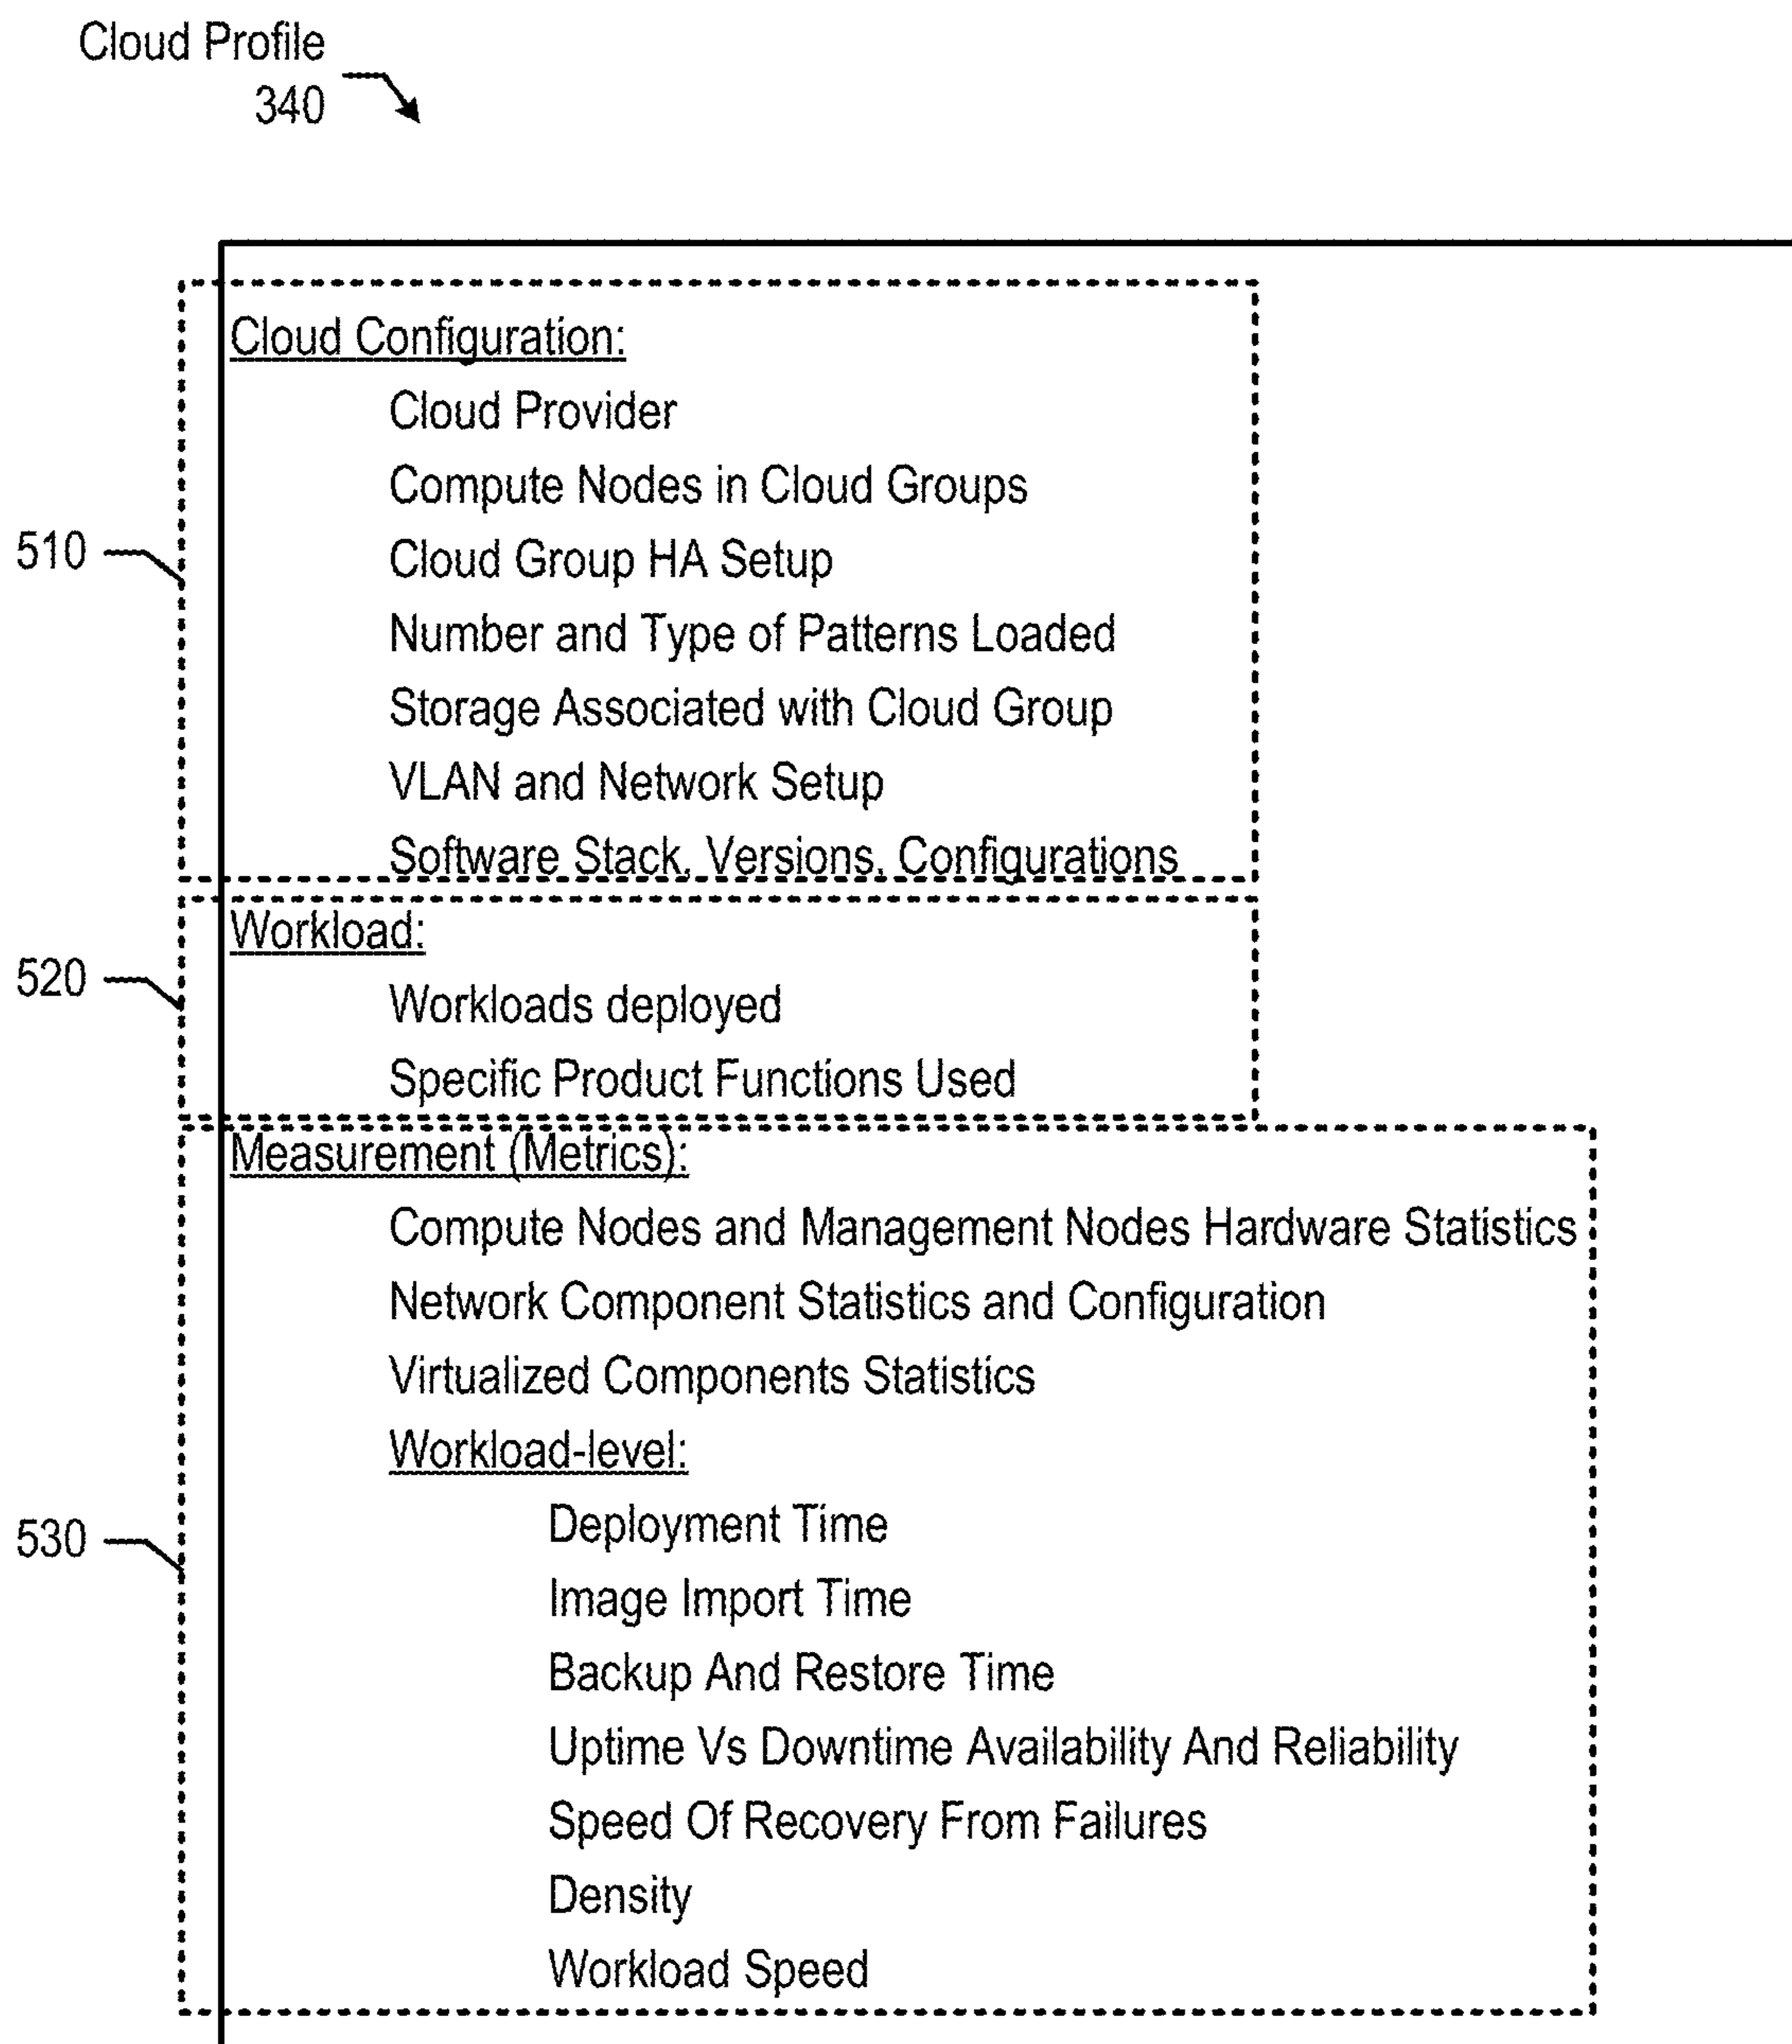 Cloud Profile
340
510
Cloud Configuration:
Cloud Provider
Compute Nodes in Cloud Groups
Cloud Group HA Setup
Number and Type of Patterns Loaded
Storage Associated with Cloud Group
VLAN and Network Setup
Software Stack, Versions, Configurations
520
Workload:
Workloads deployed
Specific Product Functions Used
530
Measurement (Metrics):
Compute Nodes and Management Nodes Hardware Statistics
Network Component Statistics and Configuration
Virtualized Components Statistics
Workload-level:
Deployment Time
Image Import Time
Backup And Restore Time
Uptime Vs Downtime Availability And Reliability
Speed Of Recovery From Failures
Density
Workload Speed